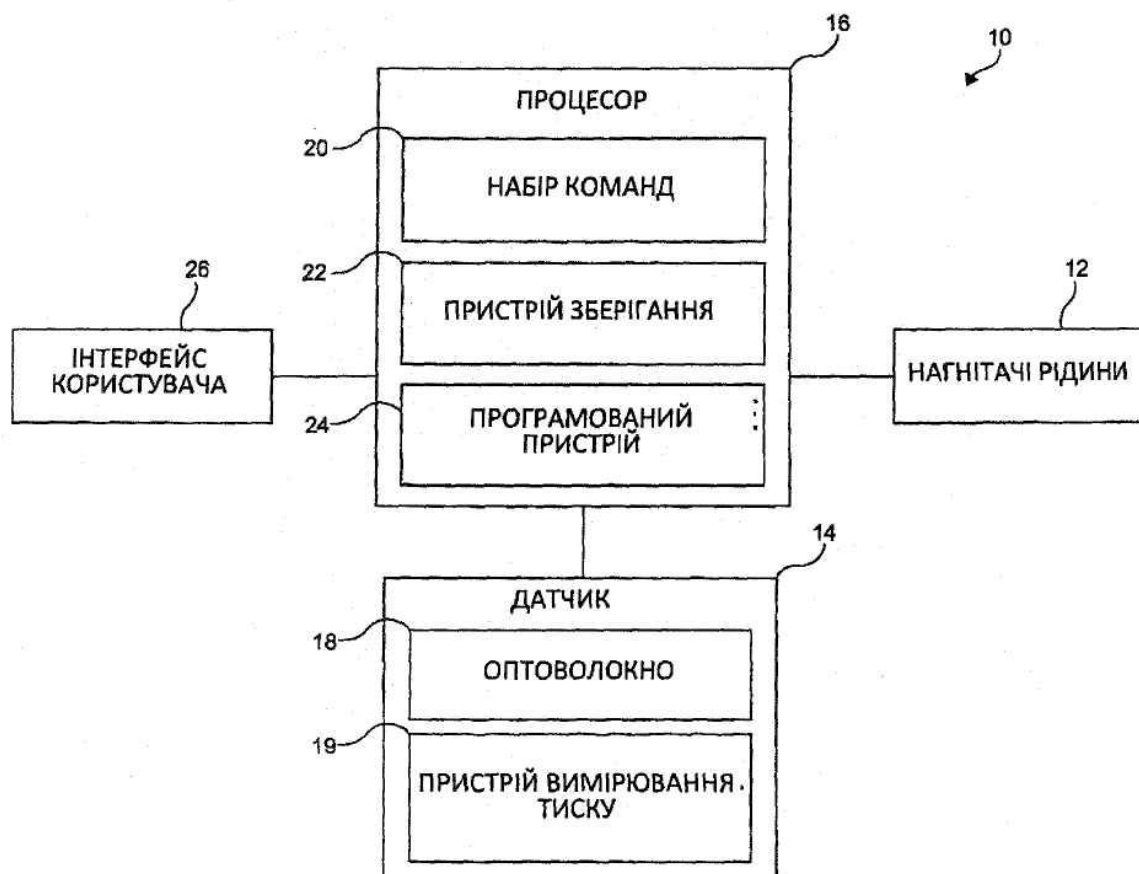 16
10
ПРОЦЕСОР
20
НАБІР КОМАНД
22
ПРИСТРІЙ ЗБЕРІГАННЯ
26
12
ІНТЕРФЕЙС
КОРИСТУВАЧА
НАГНІТАЧІ РІДИНИ
24
ПРОГРАМОВАНИЙ
ПРИСТРІЙ
14
ДАТЧИК
18
ОПТОВОЛОКНО
19
ПРИСТРІЙ ВИМІРЮВАННЯ
ТИСКУ